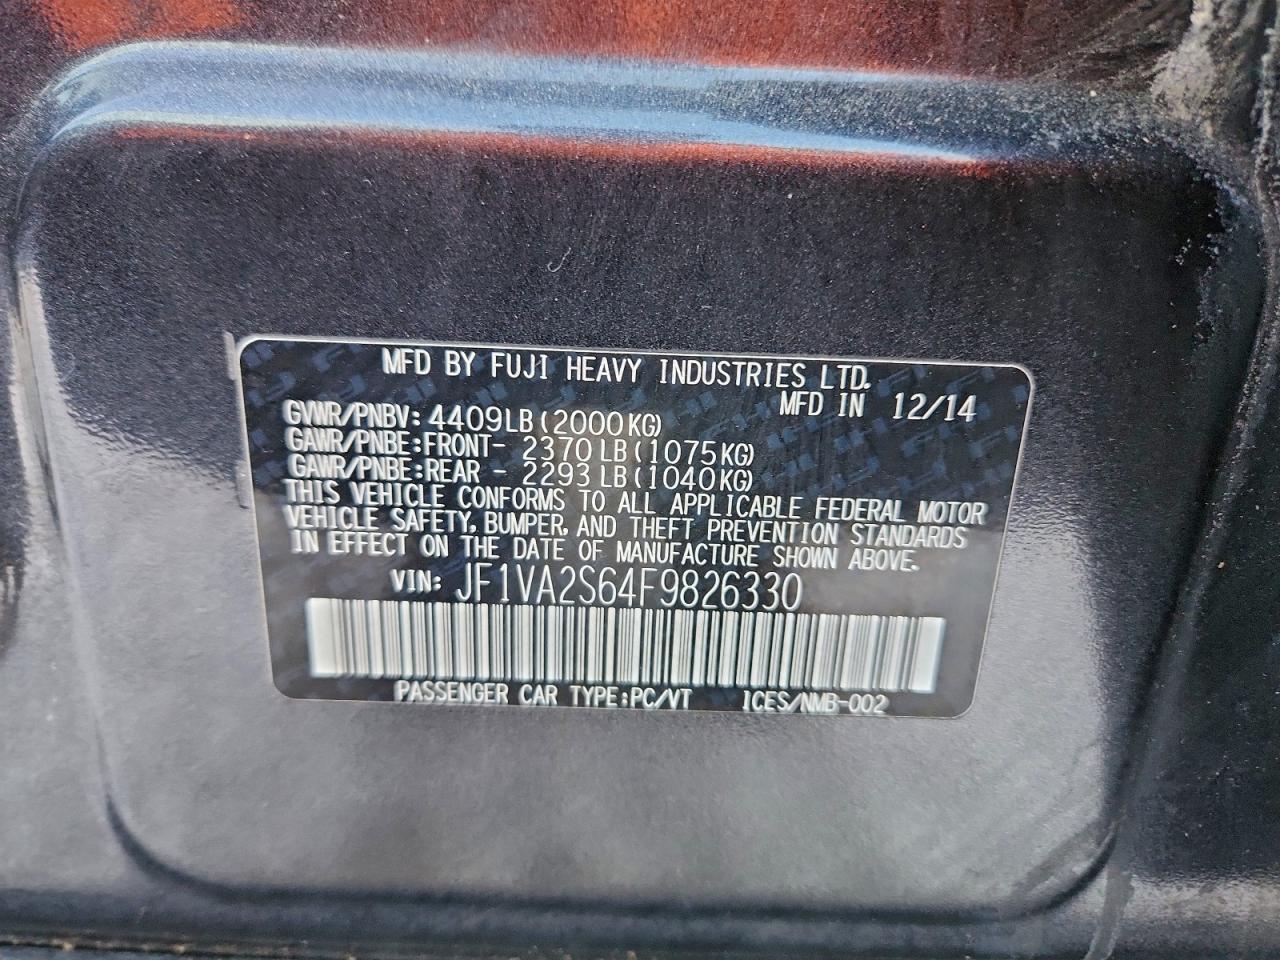 MFD BY FUJI HEAVY INDUSTRIES LTD.
MFD IN 12/14
GVWR/PNBV: 4409LB(2000KG)
GAWR/PNBE:FRONT- 2370LB(1075KG)
GAWR/PNBE:REAR - 2293LB(1040KG)
THIS VEHICLE CONFORMS TO ALL APPLICABLE FEDERAL MOTOR
VEHICLE SAFETY, BUMPER, AND THEFT PREVENTION STANDARDS
IN EFFECT ON THE DATE OF MANUFACTURE SHOWN ABOVE.
VIN: JF1VA2S64F9826330
PASSENGER CAR TYPE:PC/VT ICES/NMB-002